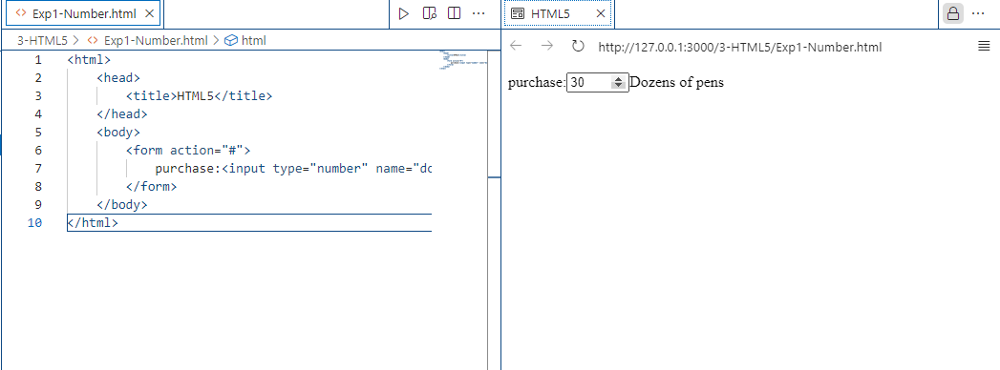 Exp1-Number.html
3-HTML5 > Exp1-Number.html > html
1 <html>
2 <head>
3 <title>HTML5</title>
4 </head>
5 <body>
6 <form action="#">
7 purchase:<input type="number" name="do
8 </form>
9 </body>
10 </html>
HTML5
http://127.0.0.1:3000/3-HTML5/Exp1-Number.html
purchase:30 Dozens of pens